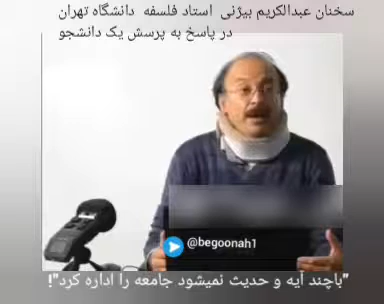 سخنان عبدالکریم بیژنی استاد فلسفه دانشگاه تهران
در پاسخ به پرسش یک دانشجو
@begoonah1
"باچند آیه و حدیث نمیشود جامعه را اداره کرد"!